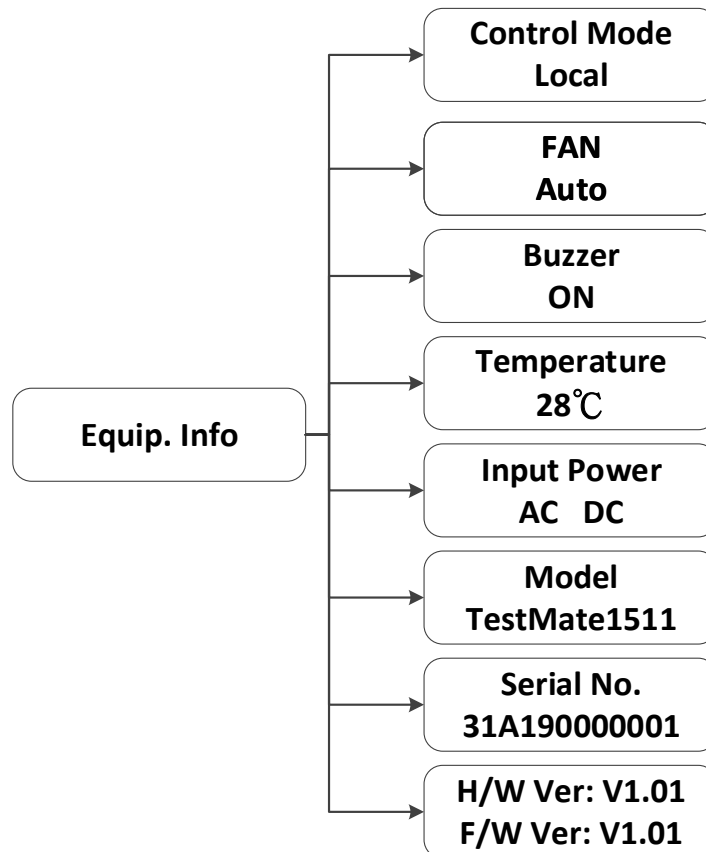 Control Mode
Local
FAN
Auto
Buzzer
ON
Temperature
28℃
Equip. Info
Input Power
AC DC
Model
TestMate1511
Serial No.
31A190000001
H/W Ver: V1.01
F/W Ver: V1.01